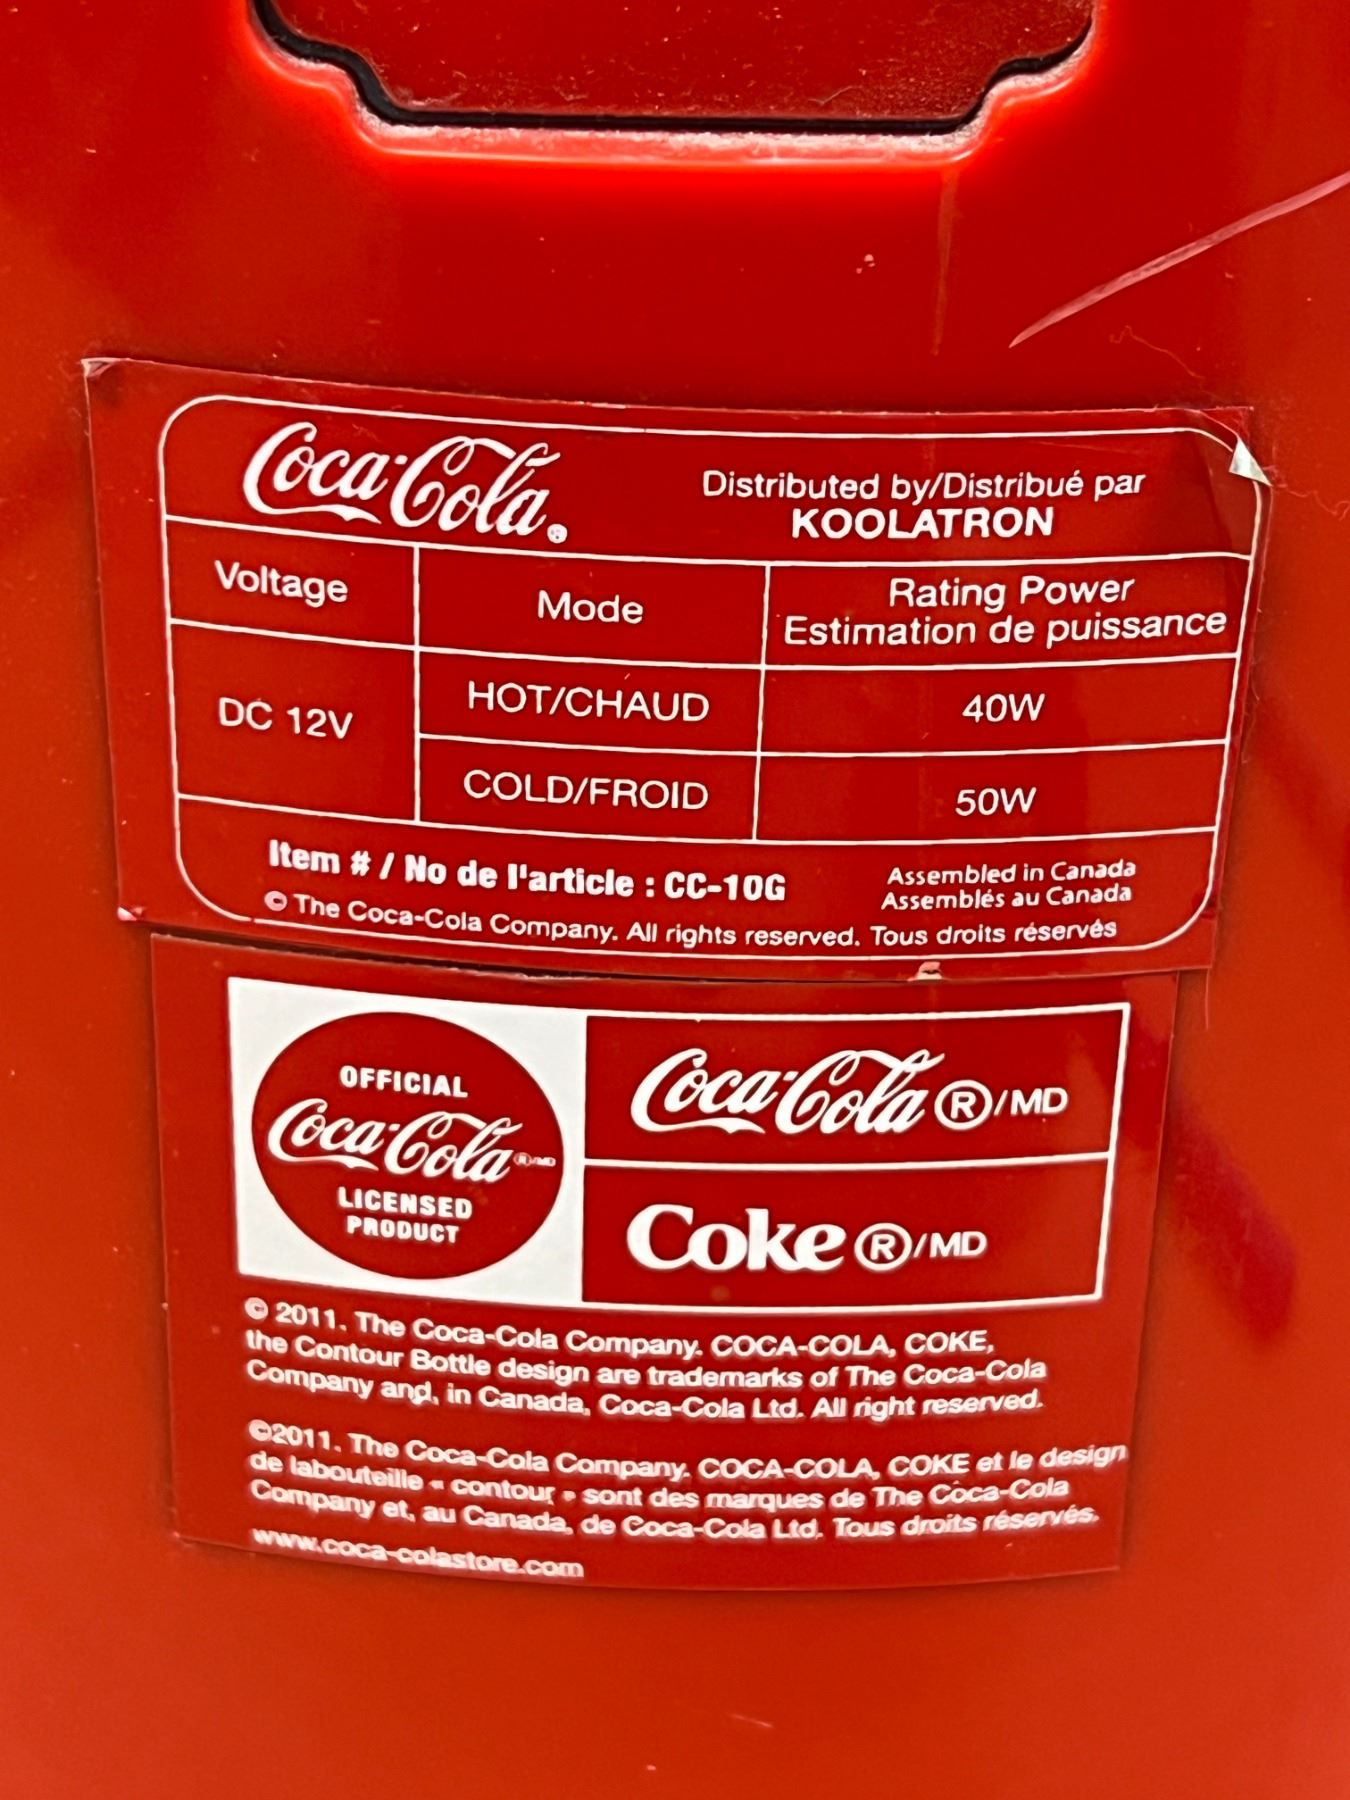 Coca-Cola®
Distributed by/Distribué par
KOOLATRON
Voltage
Mode
Rating Power
Estimation de puissance
DC 12V
HOT/CHAUD
40W
COLD/FROID
50W
Item # / No de l'article : CC-10G
Assembled in Canada
Assemblés au Canada
© The Coca-Cola Company. All rights reserved. Tous droits réservés
OFFICIAL
Coca-Cola®/MD
LICENSED
PRODUCT
Coca-Cola®/MD
Coke®/MD
© 2011. The Coca-Cola Company. COCA-COLA, COKE,
the Contour Bottle design are trademarks of The Coca-Cola
Company and, in Canada, Coca-Cola Ltd. All right reserved.
©2011. The Coca-Cola Company. COCA-COLA, COKE et le design
de labouteille « contour » sont des marques de The Coca-Cola
Company et, au Canada, de Coca-Cola Ltd. Tous droits réservés.
www.coca-colastore.com